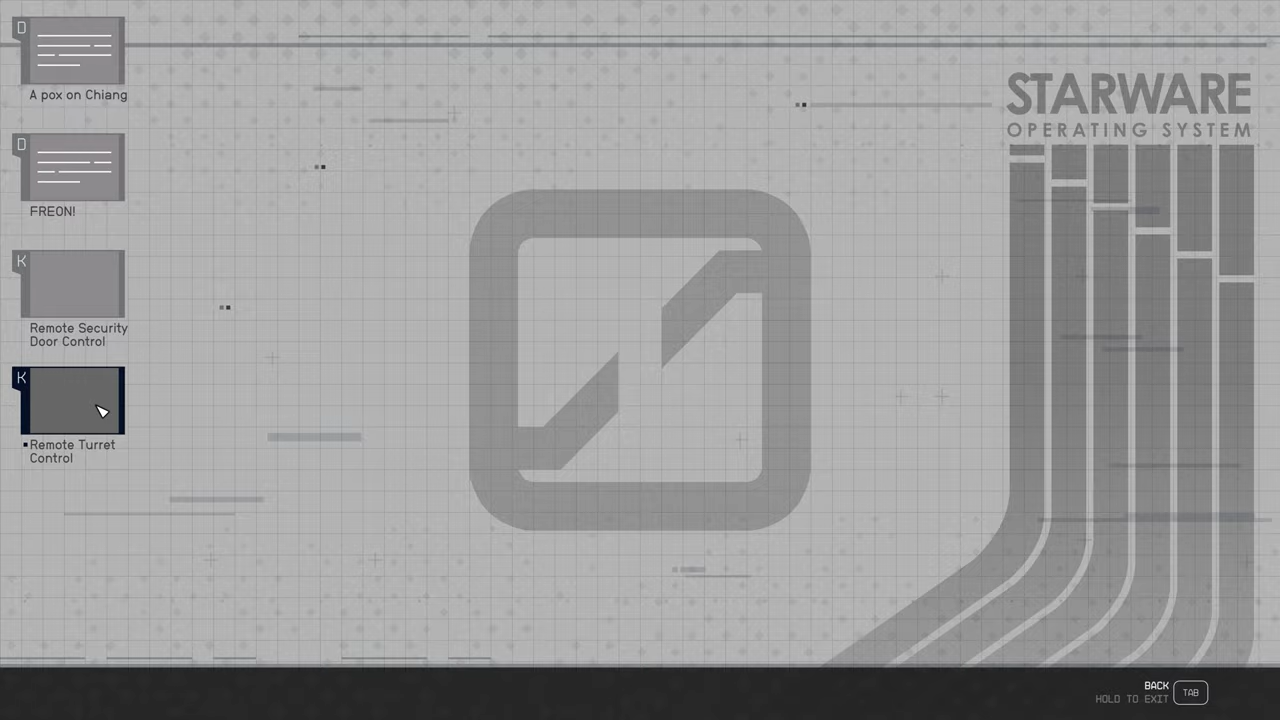 D
A pox on Chiang
D
FREON!
K
Remote Security
Door Control
K
Remote Turret
Control
STARWARE
OPERATING SYSTEM
BACK
HOLD TO EXIT
TAB